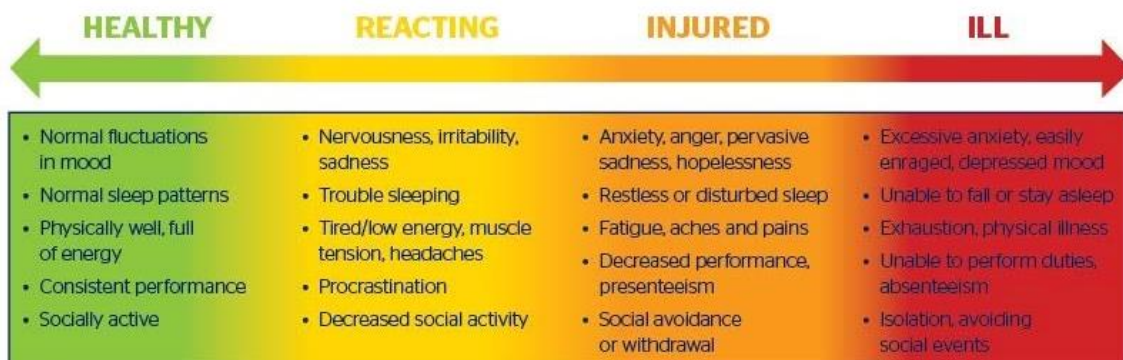 HEALTHY
REACTING
INJURED
ILL
• Normal fluctuations
in mood
• Normal sleep patterns
• Physically well, full
of energy
• Consistent performance
• Socially active
• Nervousness, irritability,
sadness
• Trouble sleeping
• Tired/low energy, muscle
tension, headaches
• Procrastination
• Decreased social activity
• Anxiety, anger, pervasive
sadness, hopelessness
• Restless or disturbed sleep
• Fatigue, aches and pains
• Decreased performance,
presenteeism
• Social avoidance
or withdrawal
• Excessive anxiety, easily
enraged, depressed mood
• Unable to fall or stay asleep
• Exhaustion, physical illness
• Unable to perform duties,
absenteeism
• Isolation, avoiding
social events